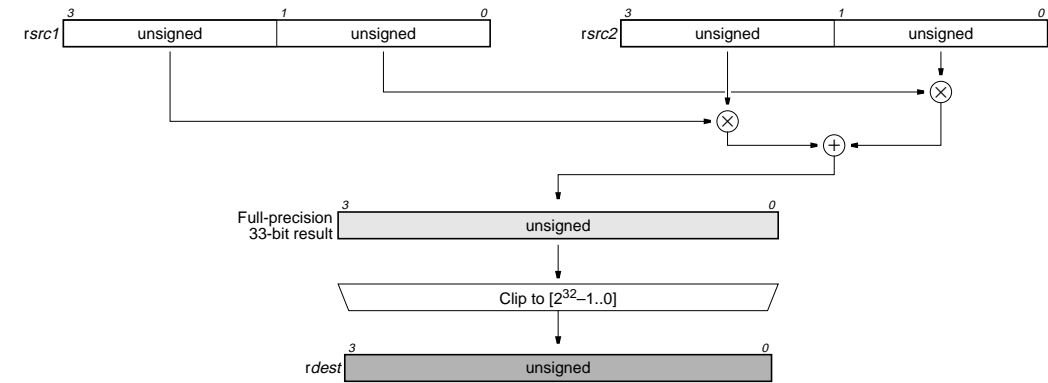 3 1 0 3 1 0
rsrc1 unsigned unsigned rsrc2 unsigned unsigned
×
×
+
3 0
Full-precision
33-bit result unsigned
Clip to [2³²–1..0]
3 0
rdest unsigned